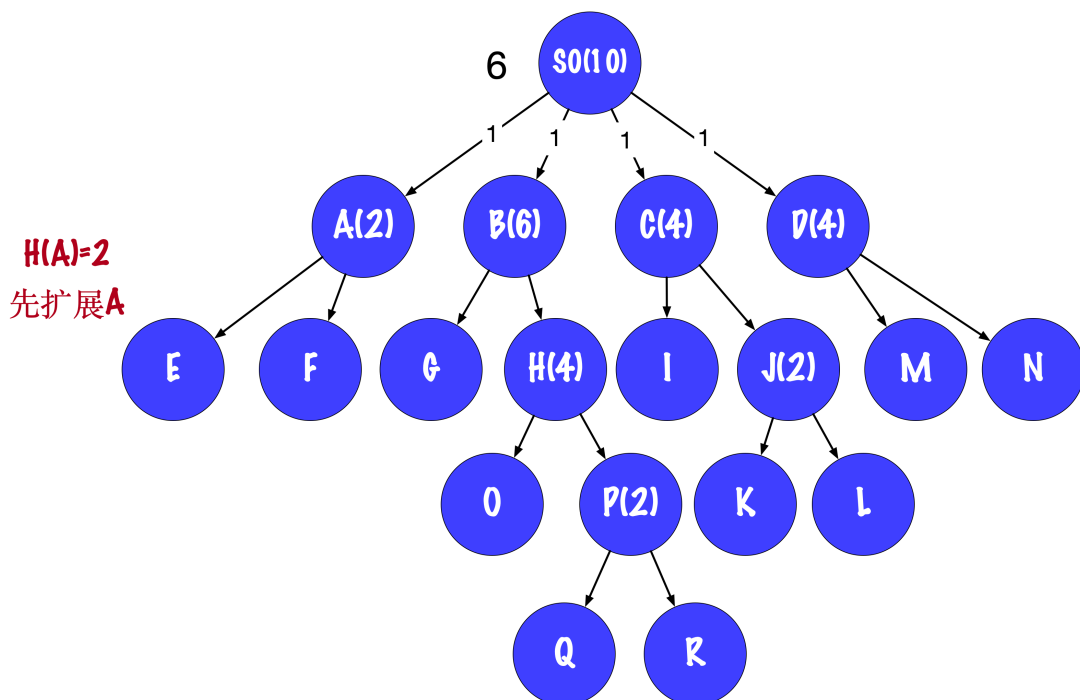 6
S0(10)
1
1
1
1
A(2)
B(6)
C(4)
D(4)
H(A)=2
先扩展A
E
F
G
H(4)
I
J(2)
M
N
O
P(2)
K
L
Q
R